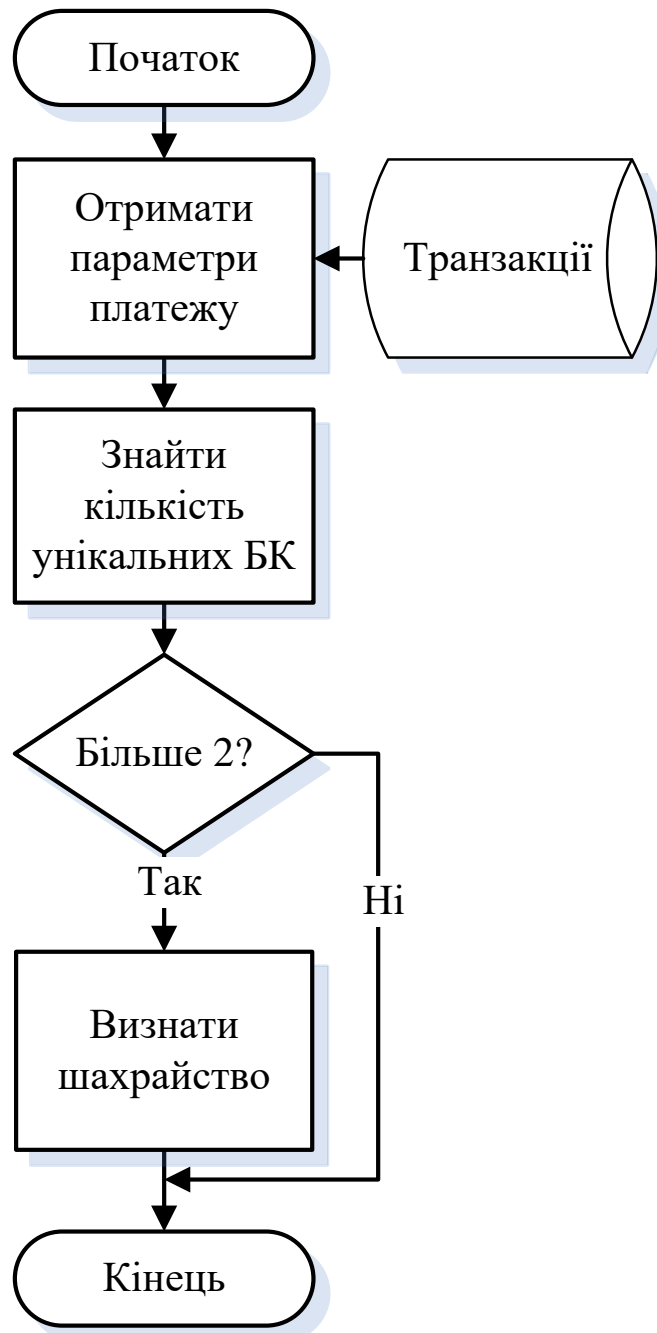 Початок
Отримати
параметри
платежу
Транзакції
Знайти
кількість
унікальних БК
Більше 2?
Так
Ні
Визнати
шахрайство
Кінець